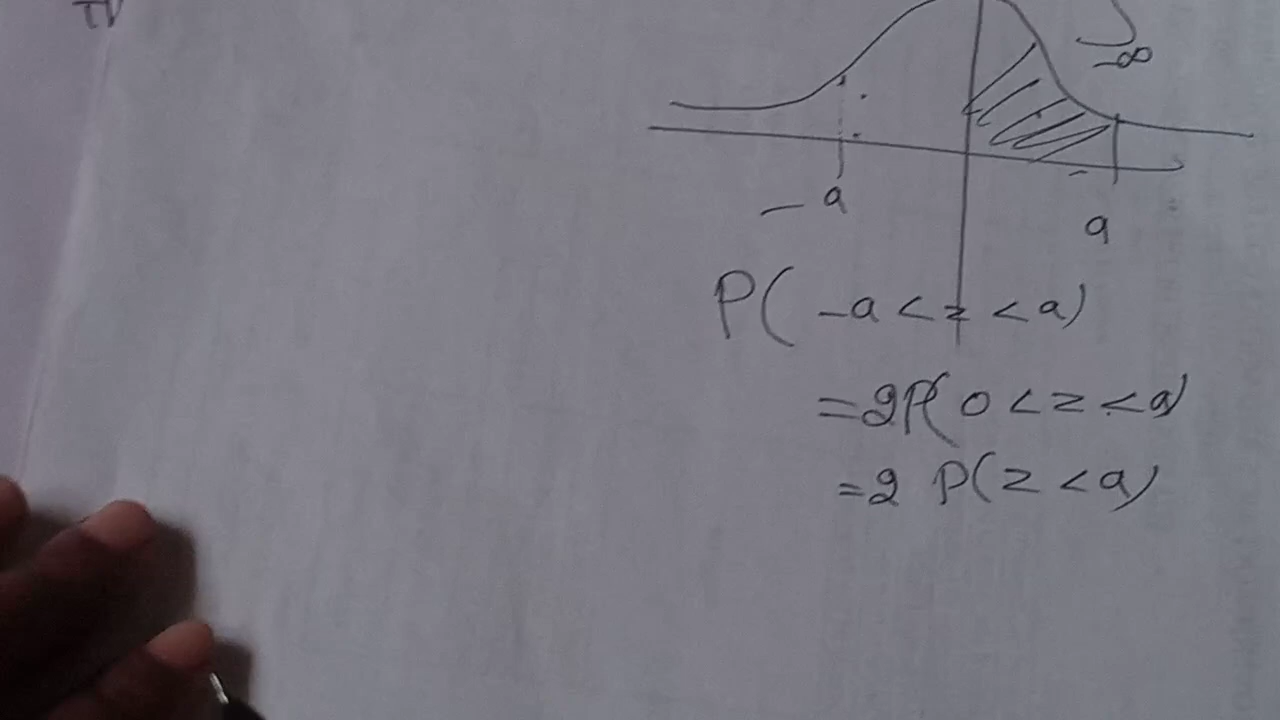 -∞
- a
a
P( -a < z < a)
= 2P( 0 < z < a)
= 2 P(z < a)